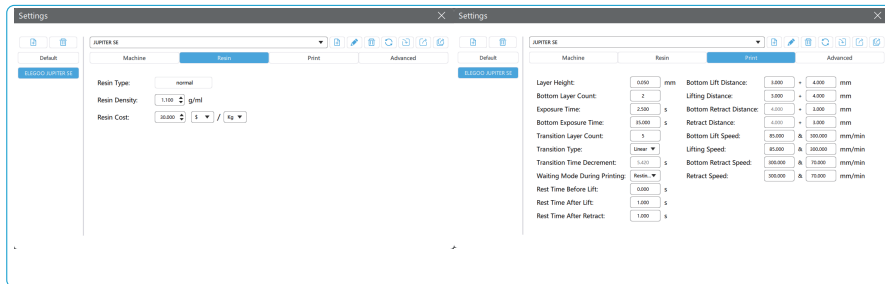 Settings
JUPITER SE
Default
Machine Resin Print Advanced
ELEGOO JUPITER SE
Resin Type: normal
Resin Density: 1.100 g/ml
Resin Cost: 30.000 $ / Kg
Settings
JUPITER SE
Default
Machine Resin Print Advanced
ELEGOO JUPITER SE
Layer Height: 0.050 mm Bottom Lift Distance: 3.000 + 4.000 mm
Bottom Layer Count: 2 Lifting Distance: 3.000 + 4.000 mm
Exposure Time: 2.500 s Bottom Retract Distance: 4.000 + 3.000 mm
Bottom Exposure Time: 35.000 s Retract Distance: 4.000 + 3.000 mm
Transition Layer Count: 5 Bottom Lift Speed: 85.000 & 300.000 mm/min
Transition Type: Linear Lifting Speed: 85.000 & 300.000 mm/min
Transition Time Decrement: 5.420 s Bottom Retract Speed: 300.000 & 70.000 mm/min
Waiting Mode During Printing: Restin... Retract Speed: 300.000 & 70.000 mm/min
Rest Time Before Lift: 0.000 s
Rest Time After Lift: 1.000 s
Rest Time After Retract: 1.000 s